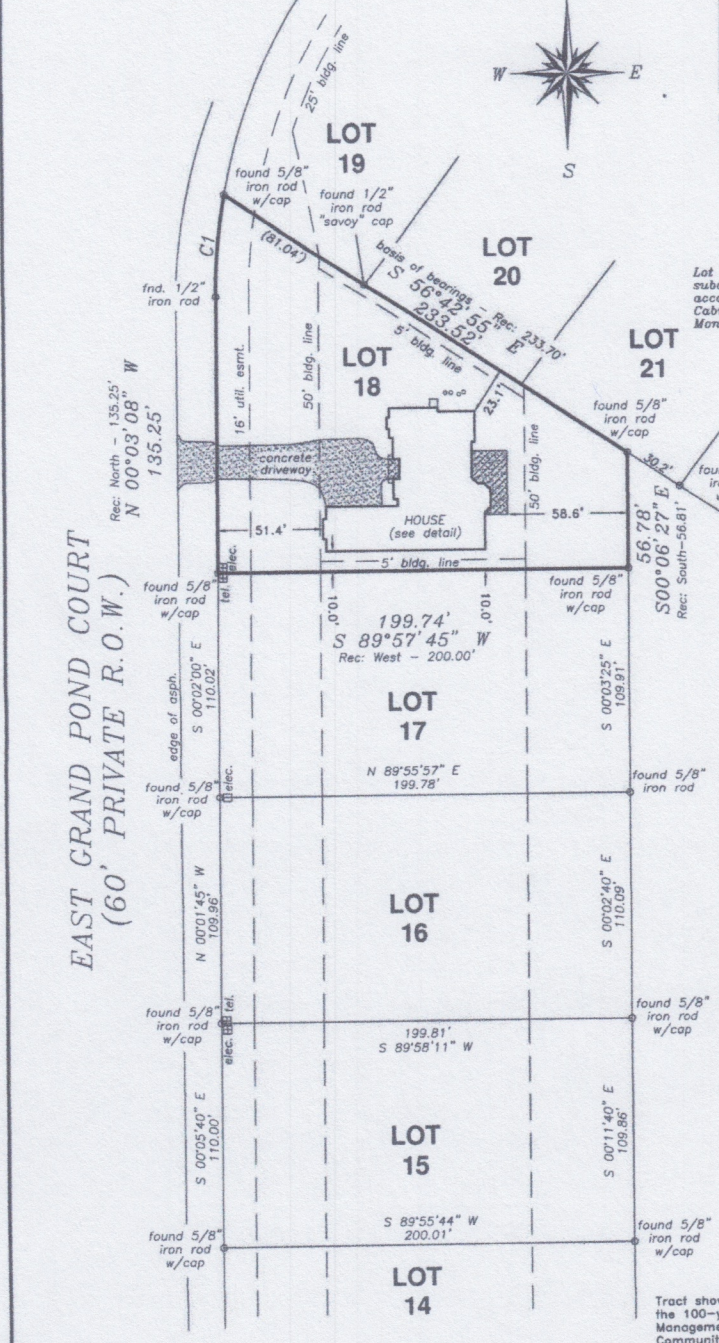 25' bldg. line
W
E
S
LOT
19
found 5/8"
iron rod
w/cap
found 1/2"
iron rod
"savoy" cap
C1
(81.04')
basis of bearings - Rec: 233.70'
S 56°42'55" E
233.52'
LOT
20
5' bldg. line
fnd. 1/2"
iron rod
Lot
LOT
21
LOT
18
16' util. esmt.
50' bldg. line
23.1'
found 5/8"
iron rod
w/cap
30.2'
Rec: North - 135.25'
N 00°03'08" W
135.25'
concrete
driveway
50' bldg. line
HOUSE
(see detail)
51.4'
58.6'
56.78'
S00°06'27" E
Rec: South-56.81'
5' bldg. line
found 5/8"
iron rod
w/cap
tel.
elec.
10.0'
10.0'
found 5/8"
iron rod
w/cap
199.74'
S 89°57'45" W
Rec: West - 200.00'
EAST GRAND POND COURT
(60' PRIVATE R.O.W.)
edge of asph.
S 00°02'00" E
110.02
LOT
17
S 00°03'25" E
109.91'
N 89°55'57" E
199.78'
found 5/8"
iron rod
w/cap
elec.
found 5/8"
iron rod
N 00°01'45" W
109.96'
LOT
16
S 00°02'40" E
110.09'
found 5/8"
iron rod
w/cap
tel.
elec.
199.81'
S 89°58'11" W
found 5/8"
iron rod
w/cap
S 00°05'40" E
110.00'
LOT
15
S 00°11'40" E
109.86'
S 89°55'44" W
200.01'
found 5/8"
iron rod
w/cap
found 5/8"
iron rod
w/cap
LOT
14
Tract
the